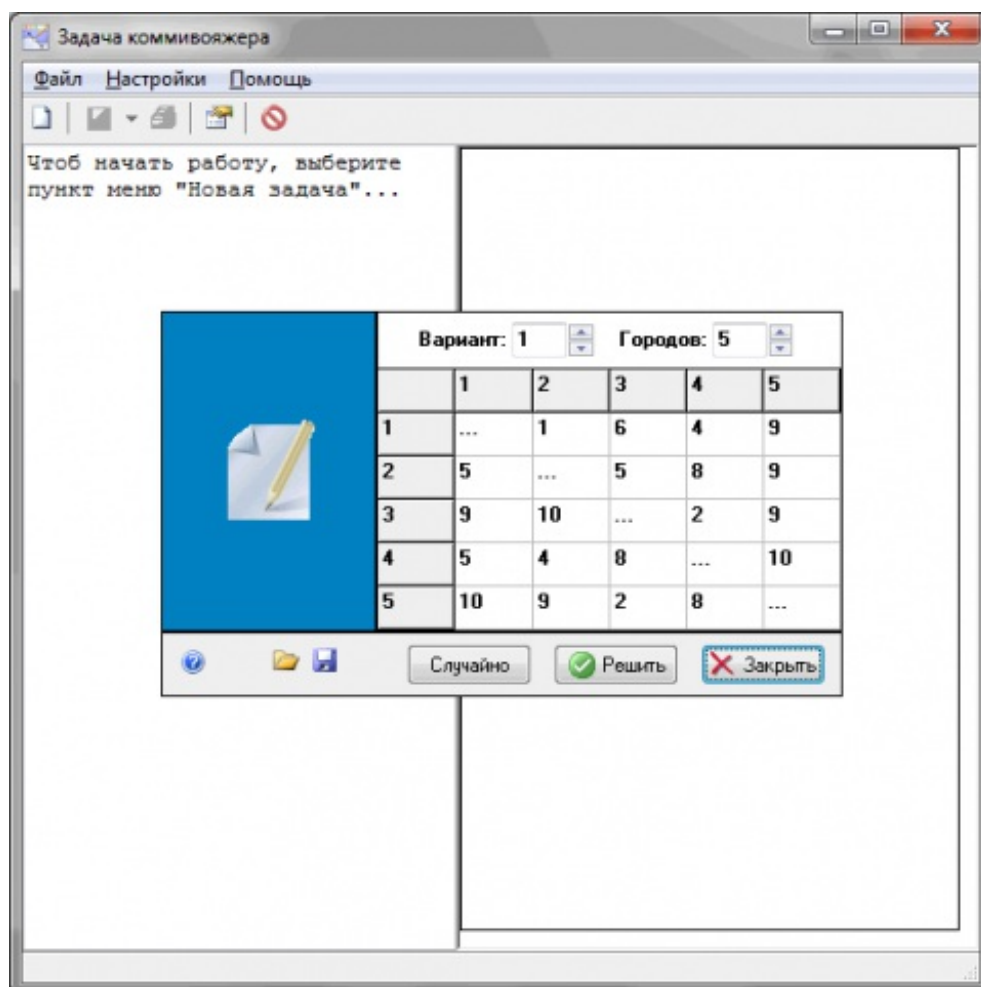 Задача коммивояжера
Файл Настройки Помощь
Чтоб начать работу, выберите
пункт меню "Новая задача"...
Вариант: 1 Городов: 5
1 2 3 4 5
1 ... 1 6 4 9
2 5 ... 5 8 9
3 9 10 ... 2 9
4 5 4 8 ... 10
5 10 9 2 8 ...
Случайно Решить Закрыть